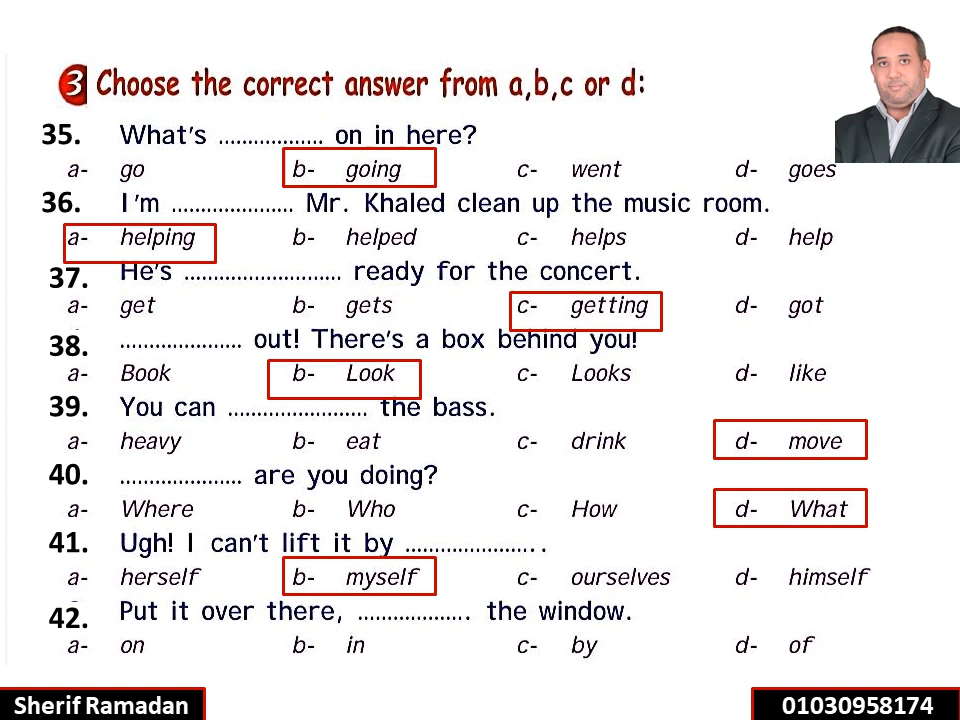 3 Choose the correct answer from a,b,c or d:
35. What's .................. on in here?
a- go b- going c- went d- goes
36. I'm ..................... Mr. Khaled clean up the music room.
a- helping b- helped c- helps d- help
37. He's ........................... ready for the concert.
a- get b- gets c- getting d- got
38. ..................... out! There's a box behind you!
a- Book b- Look c- Looks d- like
39. You can ........................ the bass.
a- heavy b- eat c- drink d- move
40. ..................... are you doing?
a- Where b- Who c- How d- What
41. Ugh! I can't lift it by ........................
a- herself b- myself c- ourselves d- himself
42. Put it over there, ................... the window.
a- on b- in c- by d- of
Sherif Ramadan 01030958174